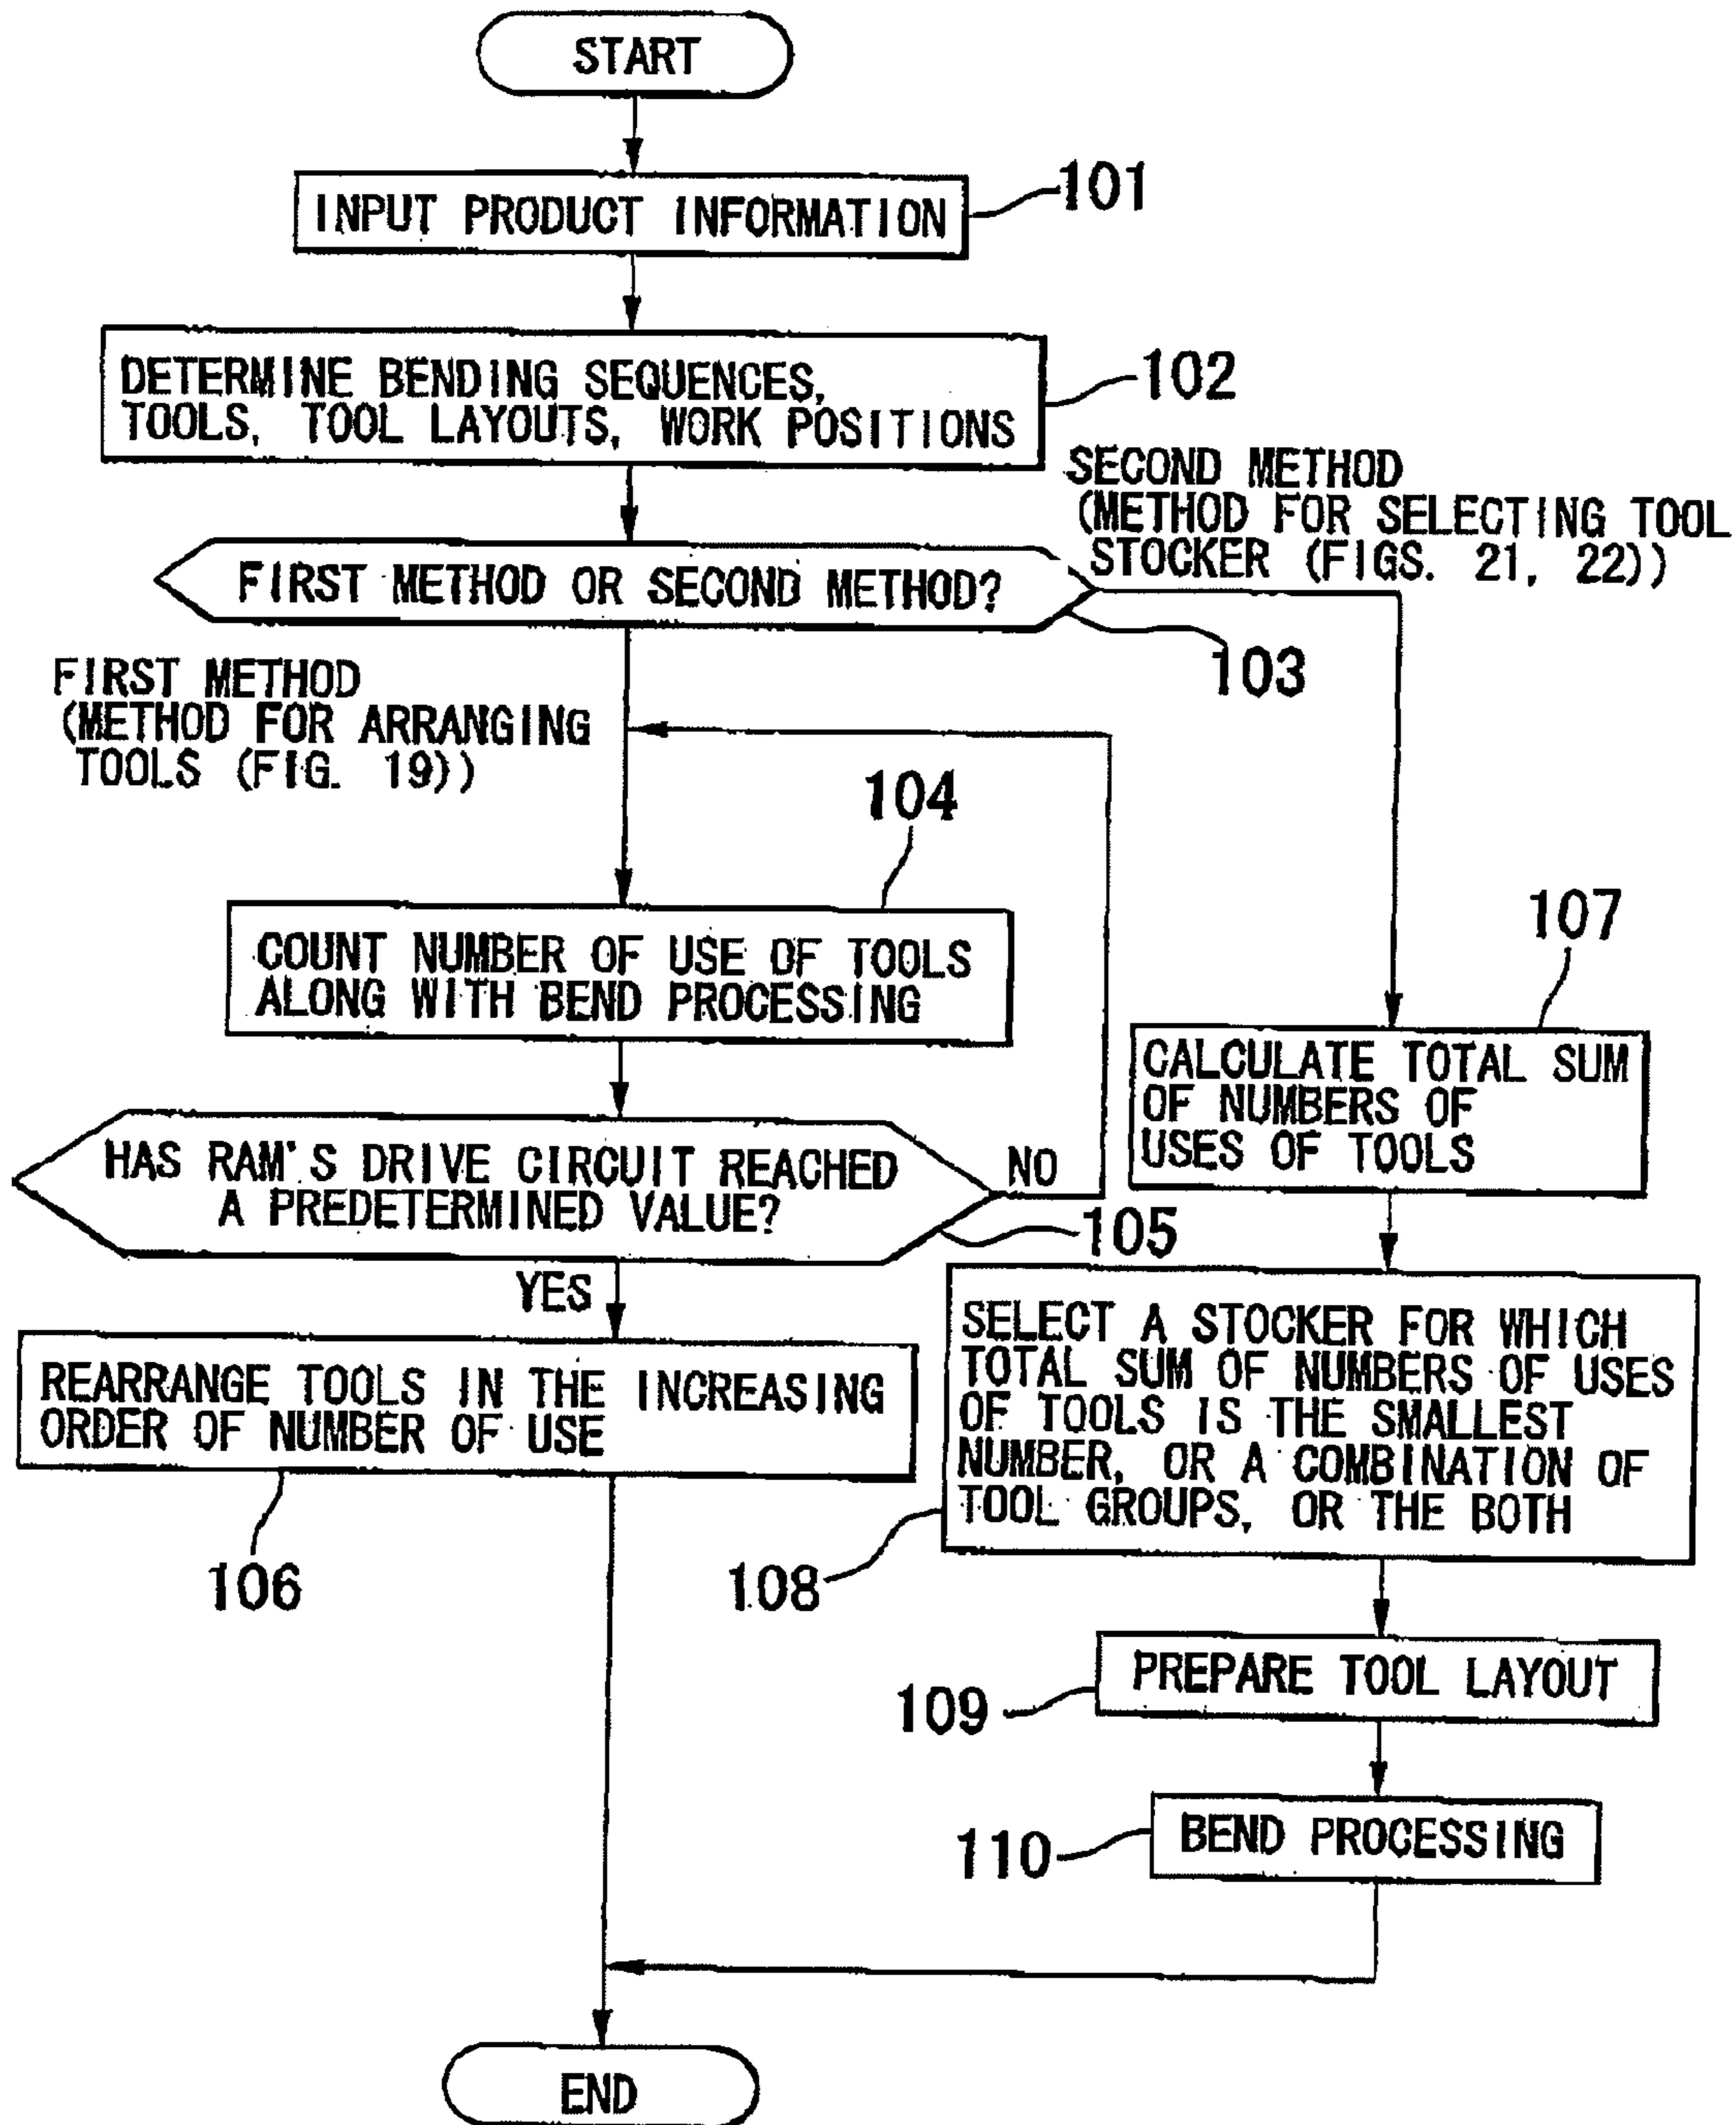 START
INPUT PRODUCT INFORMATION
101
DETERMINE BENDING SEQUENCES,
TOOLS, TOOL LAYOUTS, WORK POSITIONS
102
SECOND METHOD
(METHOD FOR SELECTING TOOL
STOCKER (FIGS. 21, 22))
FIRST METHOD OR SECOND METHOD?
103
FIRST METHOD
(METHOD FOR ARRANGING
TOOLS (FIG. 19))
104
COUNT NUMBER OF USE OF TOOLS
ALONG WITH BEND PROCESSING
107
CALCULATE TOTAL SUM
OF NUMBERS OF
USES OF TOOLS
HAS RAM'S DRIVE CIRCUIT REACHED
A PREDETERMINED VALUE?
NO
105
YES
REARRANGE TOOLS IN THE INCREASING
ORDER OF NUMBER OF USE
106
SELECT A STOCKER FOR WHICH
TOTAL SUM OF NUMBERS OF USES
OF TOOLS IS THE SMALLEST
NUMBER, OR A COMBINATION OF
TOOL GROUPS, OR THE BOTH
108
PREPARE TOOL LAYOUT
109
BEND PROCESSING
110
END